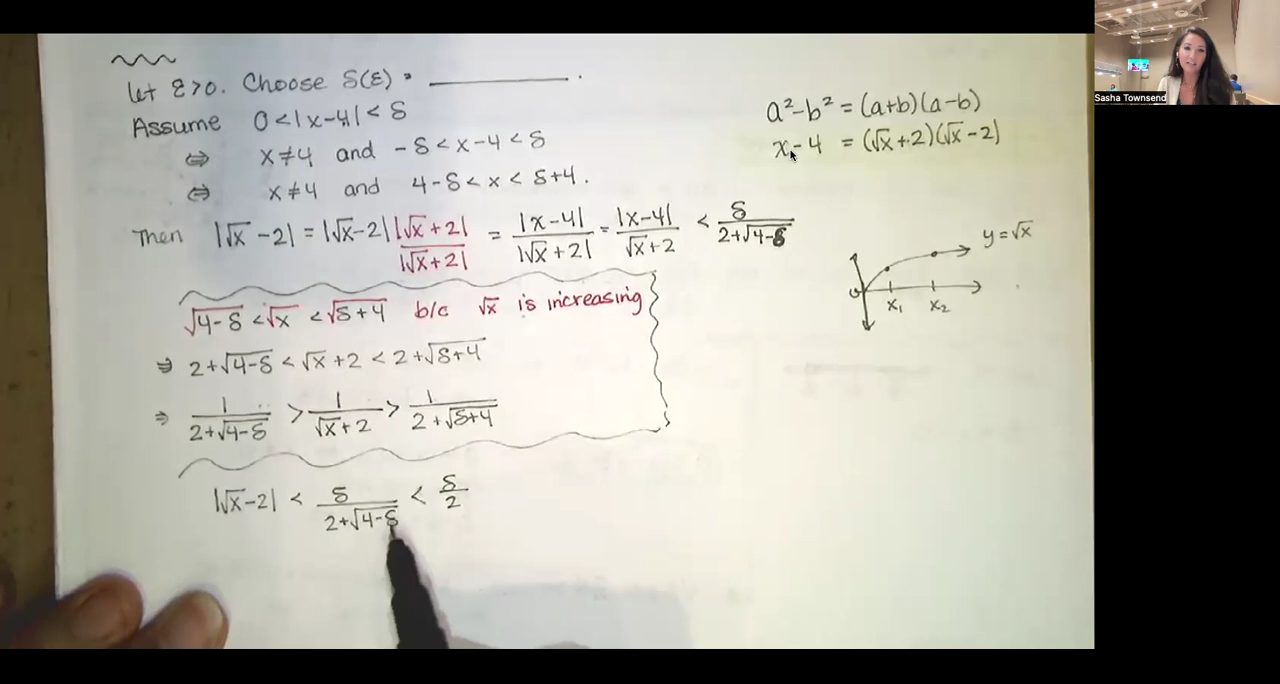 Let ε>0. Choose δ(ε) = ________.
Assume 0<|x-4|<δ
⇔ x≠4 and -δ<x-4<δ
⇔ x≠4 and 4-δ<x<δ+4.
Then |√x-2| = |√x-2| |√x+2|/|√x+2| = |x-4|/|√x+2| = |x-4|/(√x+2) < δ/(2+√(4-δ))
√(4-δ) < √x < √(δ+4) b/c √x is increasing
⇒ 2+√(4-δ) < √x+2 < 2+√(δ+4)
⇒ 1/(2+√(4-δ)) > 1/(√x+2) > 1/(2+√(δ+4))
|√x-2| < δ/(2+√(4-δ)) < δ/2
a²-b² = (a+b)(a-b)
x-4 = (√x+2)(√x-2)
y=√x
0
x₁ x₂
Sasha Townsend